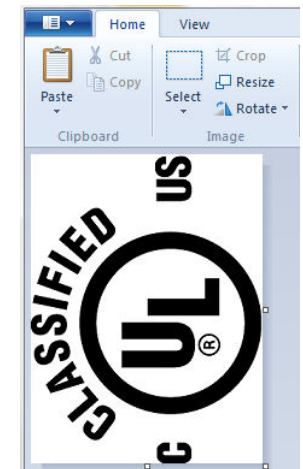 Home View
Cut
Copy
Paste
Clipboard
Select
Crop
Resize
Rotate
Image
CLASSIFIED
C UL US
®